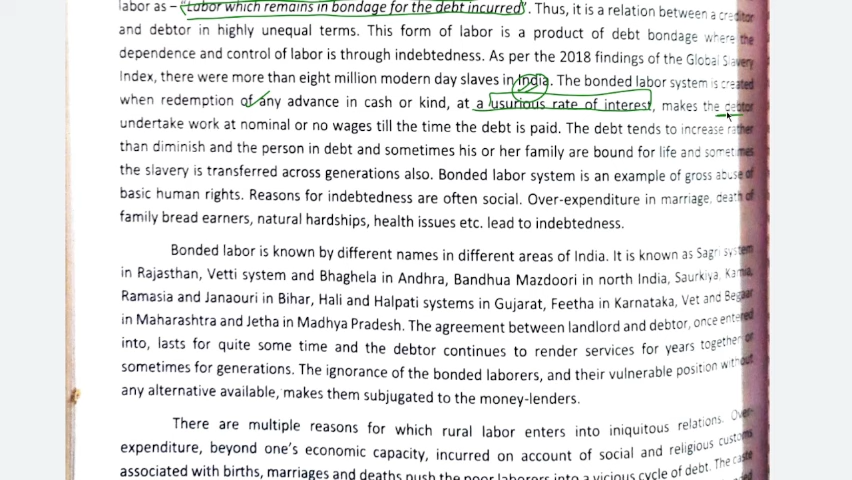 labor as – "Labor which remains in bondage for the debt incurred". Thus, it is a relation between a creditor
and debtor in highly unequal terms. This form of labor is a product of debt bondage where the
dependence and control of labor is through indebtedness. As per the 2018 findings of the Global Slavery
Index, there were more than eight million modern day slaves in India. The bonded labor system is created
when redemption of any advance in cash or kind, at a usurious rate of interest, makes the debtor
undertake work at nominal or no wages till the time the debt is paid. The debt tends to increase rather
than diminish and the person in debt and sometimes his or her family are bound for life and sometimes
the slavery is transferred across generations also. Bonded labor system is an example of gross abuse of
basic human rights. Reasons for indebtedness are often social. Over-expenditure in marriage, death of
family bread earners, natural hardships, health issues etc. lead to indebtedness.
Bonded labor is known by different names in different areas of India. It is known as Sagri system
in Rajasthan, Vetti system and Bhaghela in Andhra, Bandhua Mazdoori in north India, Saurkiya, Kamia,
Ramasia and Janaouri in Bihar, Hali and Halpati systems in Gujarat, Feetha in Karnataka, Vet and Begaar
in Maharashtra and Jetha in Madhya Pradesh. The agreement between landlord and debtor, once entered
into, lasts for quite some time and the debtor continues to render services for years together or
sometimes for generations. The ignorance of the bonded laborers, and their vulnerable position without
any alternative available, makes them subjugated to the money-lenders.
There are multiple reasons for which rural labor enters into iniquitous relations. Over-
expenditure, beyond one's economic capacity, incurred on account of social and religious customs
associated with births, marriages and deaths push the poor laborers into a vicious cycle of debt. The caste